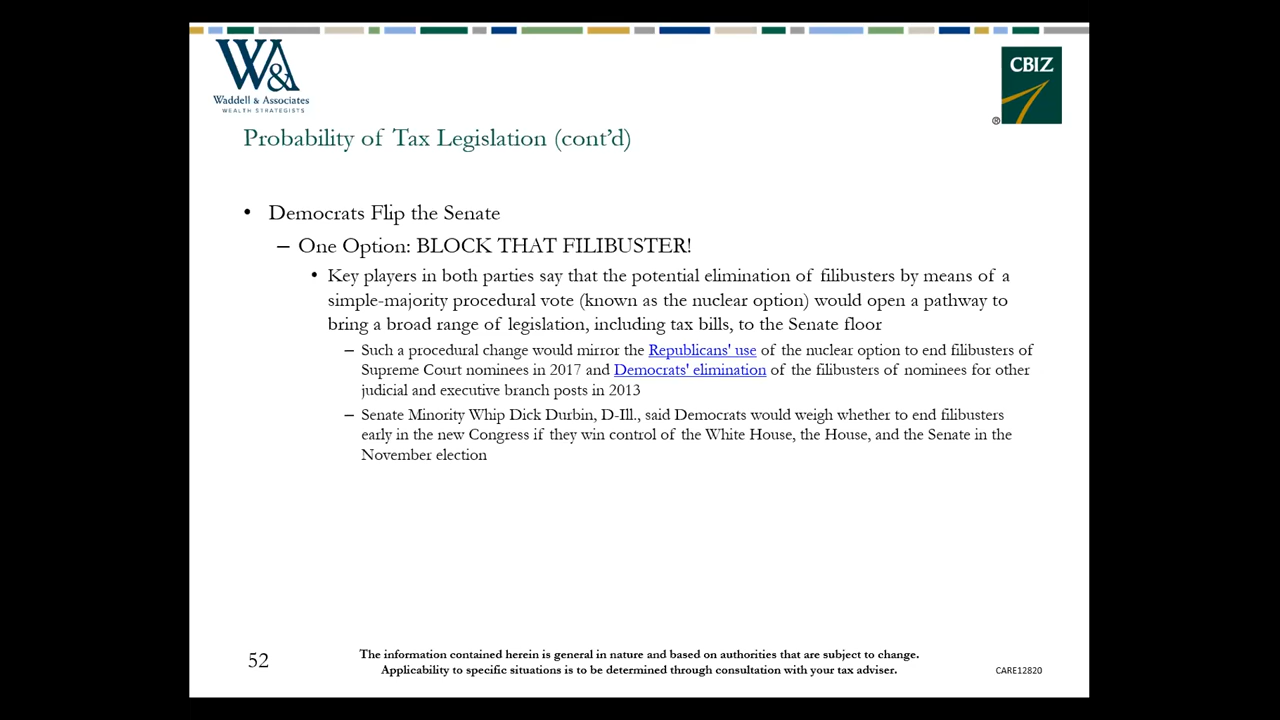 W&A
Waddell & Associates
WEALTH STRATEGISTS
CBIZ
®
Probability of Tax Legislation (cont’d)
• Democrats Flip the Senate
– One Option: BLOCK THAT FILIBUSTER!
• Key players in both parties say that the potential elimination of filibusters by means of a
simple-majority procedural vote (known as the nuclear option) would open a pathway to
bring a broad range of legislation, including tax bills, to the Senate floor
– Such a procedural change would mirror the Republicans' use of the nuclear option to end filibusters of
Supreme Court nominees in 2017 and Democrats' elimination of the filibusters of nominees for other
judicial and executive branch posts in 2013
– Senate Minority Whip Dick Durbin, D-Ill., said Democrats would weigh whether to end filibusters
early in the new Congress if they win control of the White House, the House, and the Senate in the
November election
52
The information contained herein is general in nature and based on authorities that are subject to change.
Applicability to specific situations is to be determined through consultation with your tax adviser.
CARE12820